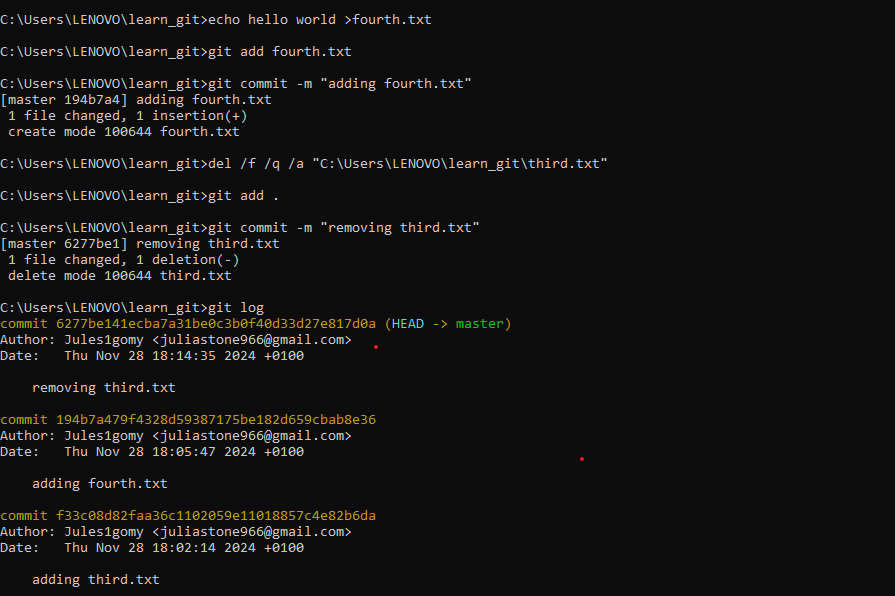 C:\Users\LENOVO\learn_git>echo hello world >fourth.txt
C:\Users\LENOVO\learn_git>git add fourth.txt
C:\Users\LENOVO\learn_git>git commit -m "adding fourth.txt"
[master 194b7a4] adding fourth.txt
 1 file changed, 1 insertion(+)
 create mode 100644 fourth.txt
C:\Users\LENOVO\learn_git>del /f /q /a "C:\Users\LENOVO\learn_git\third.txt"
C:\Users\LENOVO\learn_git>git add .
C:\Users\LENOVO\learn_git>git commit -m "removing third.txt"
[master 6277be1] removing third.txt
 1 file changed, 1 deletion(-)
 delete mode 100644 third.txt
C:\Users\LENOVO\learn_git>git log
commit 6277be141ecba7a31be0c3b0f40d33d27e817d0a (HEAD -> master)
Author: Jules1gomy <juliastone966@gmail.com>
Date:   Thu Nov 28 18:14:35 2024 +0100
    removing third.txt
commit 194b7a479f4328d59387175be182d659cbab8e36
Author: Jules1gomy <juliastone966@gmail.com>
Date:   Thu Nov 28 18:05:47 2024 +0100
    adding fourth.txt
commit f33c08d82faa36c1102059e11018857c4e82b6da
Author: Jules1gomy <juliastone966@gmail.com>
Date:   Thu Nov 28 18:02:14 2024 +0100
    adding third.txt